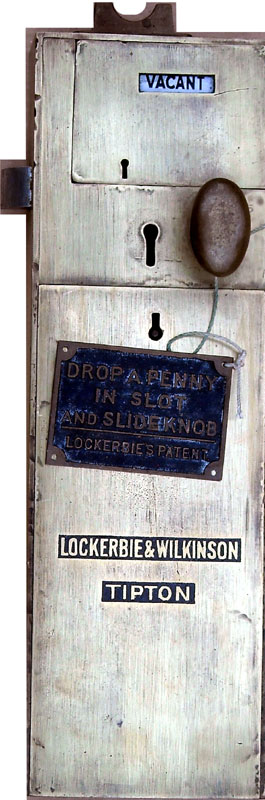 VACANT
DROP A PENNY
IN SLOT
AND SLIDE KNOB
LOCKERBIE'S PATENT
LOCKERBIE & WILKINSON
TIPTON